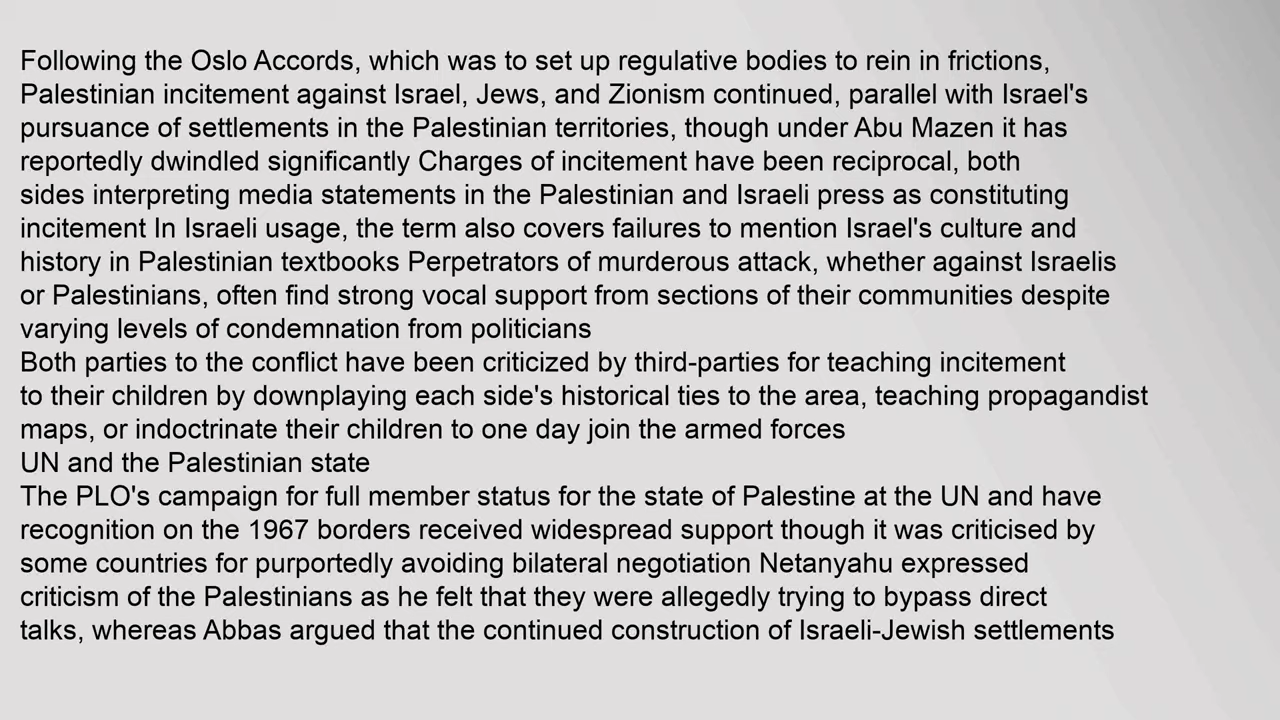 Following the Oslo Accords, which was to set up regulative bodies to rein in frictions,
Palestinian incitement against Israel, Jews, and Zionism continued, parallel with Israel's
pursuance of settlements in the Palestinian territories, though under Abu Mazen it has
reportedly dwindled significantly Charges of incitement have been reciprocal, both
sides interpreting media statements in the Palestinian and Israeli press as constituting
incitement In Israeli usage, the term also covers failures to mention Israel's culture and
history in Palestinian textbooks Perpetrators of murderous attack, whether against Israelis
or Palestinians, often find strong vocal support from sections of their communities despite
varying levels of condemnation from politicians
Both parties to the conflict have been criticized by third-parties for teaching incitement
to their children by downplaying each side's historical ties to the area, teaching propagandist
maps, or indoctrinate their children to one day join the armed forces
UN and the Palestinian state
The PLO's campaign for full member status for the state of Palestine at the UN and have
recognition on the 1967 borders received widespread support though it was criticised by
some countries for purportedly avoiding bilateral negotiation Netanyahu expressed
criticism of the Palestinians as he felt that they were allegedly trying to bypass direct
talks, whereas Abbas argued that the continued construction of Israeli-Jewish settlements